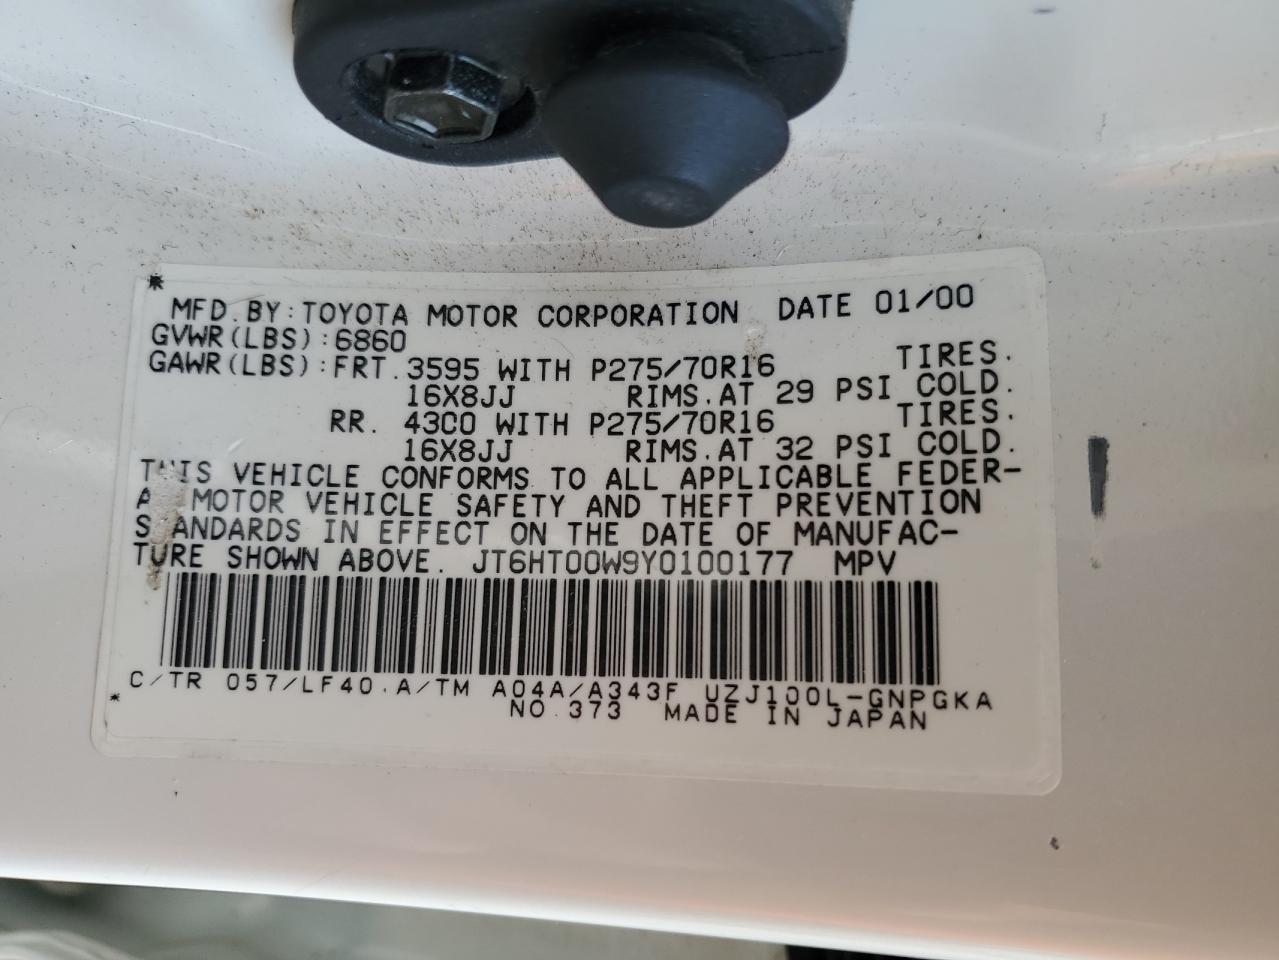 *
MFD. BY: TOYOTA MOTOR CORPORATION DATE 01/00
GVWR(LBS):6860
GAWR(LBS):FRT. 3595 WITH P275/70R16 TIRES.
16X8JJ RIMS. AT 29 PSI COLD.
RR. 4300 WITH P275/70R16 TIRES.
16X8JJ RIMS. AT 32 PSI COLD.
THIS VEHICLE CONFORMS TO ALL APPLICABLE FEDER-
AL MOTOR VEHICLE SAFETY AND THEFT PREVENTION
STANDARDS IN EFFECT ON THE DATE OF MANUFAC-
TURE SHOWN ABOVE. JT6HT00W9Y0100177 MPV
C/TR 057/LF40. A/TM A04A/A343F UZJ100L-GNPGKA
* NO.373 MADE IN JAPAN